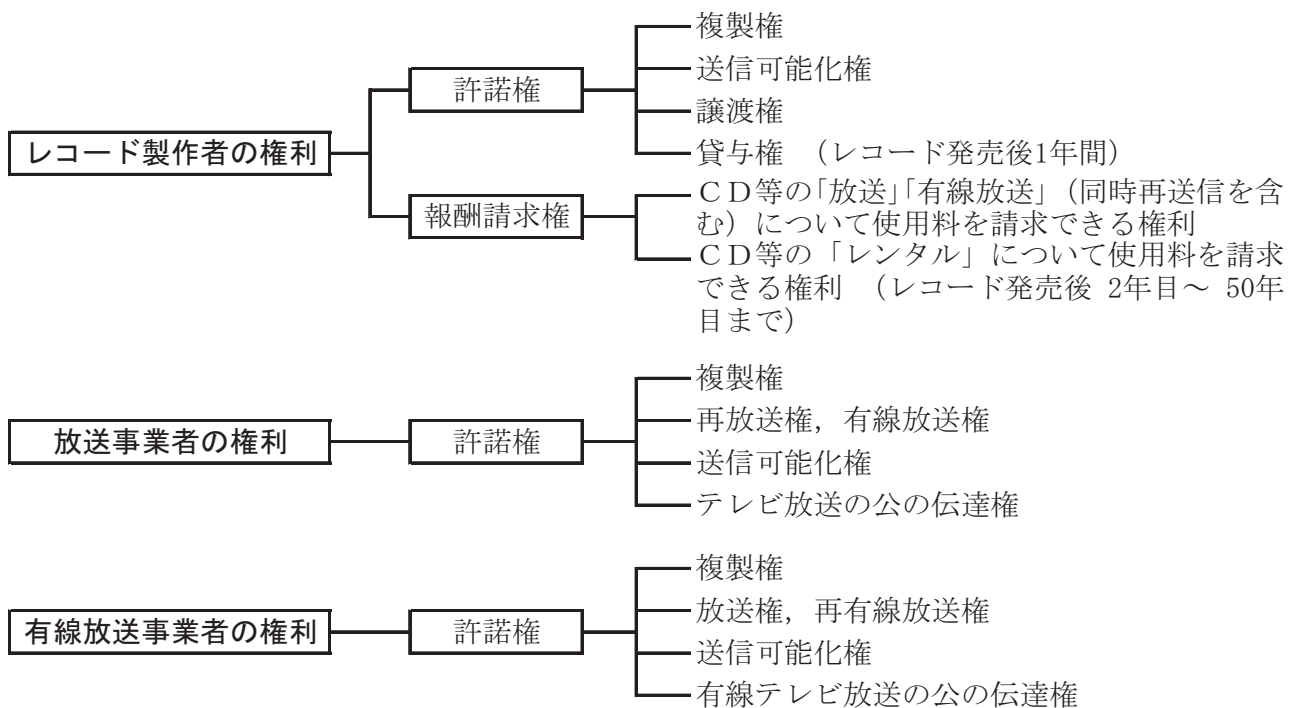 レコード製作者の権利
許諾権
複製権
送信可能化権
譲渡権
貸与権 （レコード発売後1年間）
報酬請求権
ＣＤ等の「放送」「有線放送」（同時再送信を含
む）について使用料を請求できる権利
ＣＤ等の「レンタル」について使用料を請求
できる権利 （レコード発売後 2年目～ 50年
目まで）
放送事業者の権利
許諾権
複製権
再放送権，有線放送権
送信可能化権
テレビ放送の公の伝達権
有線放送事業者の権利
許諾権
複製権
放送権，再有線放送権
送信可能化権
有線テレビ放送の公の伝達権